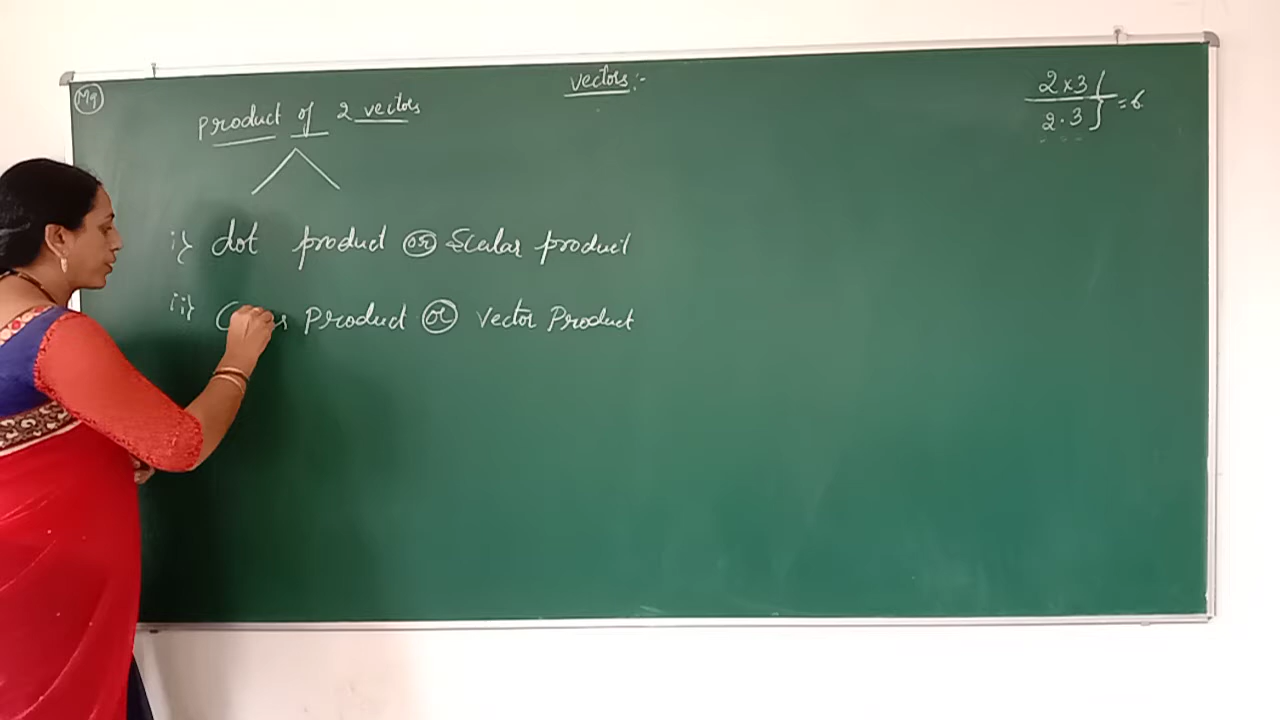 Mg
vectors:-
product of 2 vectors
2 × 3
2 . 3 } = 6
i} dot product or Scalar product
ii} product or vector Product